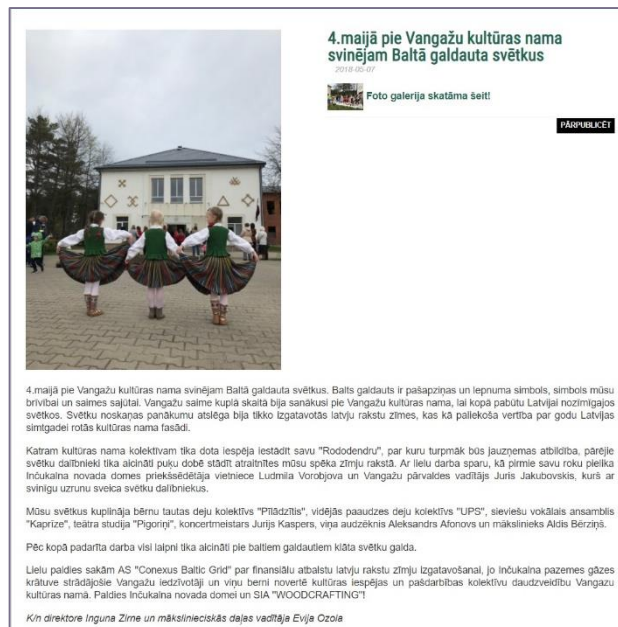 4.maijā pie Vangažu kultūras nama
svinējam Baltā galdauta svētkus
2018-05-07
Foto galerija skatāma šeit!
PĀRPUBLICĒT
4.maijā pie Vangažu kultūras nama svinējam Baltā galdauta svētkus. Balts galdauts ir pašapziņas un lepnuma simbols, simbols mūsu
brīvībai un saimes sajūtai. Vangažu saime kuplā skaitā bija sanākusi pie Vangažu kultūras nama, lai kopā pabūtu Latvijai nozīmīgajos
svētkos. Svētku noskaņas panākumu atslēga bija tikko izgatavotās latvju rakstu zīmes, kas kā paliekoša vērtība par godu Latvijas
simtgadei rotās kultūras nama fasādi.
Katram kultūras nama kolektīvam tika dota iespēja iestādīt savu "Rododendru", par kuru turpmāk būs jauzņemas atbildība, pārējie
svētku dalībnieki tika aicināti puķu dobē stādīt atraitnītes mūsu spēka zīmju rakstā. Ar lielu darba sparu, kā pirmie savu roku pielika
Inčukalna novada domes priekšsēdētāja vietniece Ludmila Vorobjova un Vangažu pārvaldes vadītājs Juris Jakubovskis, kurš ar
svinīgu uzrunu sveica svētku dalībniekus.
Mūsu svētkus kuplināja bērnu tautas deju kolektīvs "Pīlādzītis", vidējās paaudzes deju kolektīvs "UPS", sieviešu vokālais ansamblis
"Kaprīze", teātra studija "Pigoriņi", koncertmeistars Jurijs Kaspers, viņa audzēknis Aleksandrs Afonovs un mākslinieks Aldis Bērziņš.
Pēc kopā padarīta darba visi laipni tika aicināti pie baltiem galdautiem klāta svētku galda.
Lielu paldies sakām AS "Conexus Baltic Grid" par finansiālu atbalstu latvju rakstu zīmju izgatavošanai, jo Inčukalna pazemes gāzes
krātuve strādājošie Vangažu iedzīvotāji un viņu berni novertē kultūras iespējas un pašdarbības kolektīvu daudzveidību Vangazu
kultūras namā. Paldies Inčukalna novada domei un SIA "WOODCRAFTING"!
K/n direktore Inguna Zirne un mākslinieciskās daļas vadītāja Evija Ozola